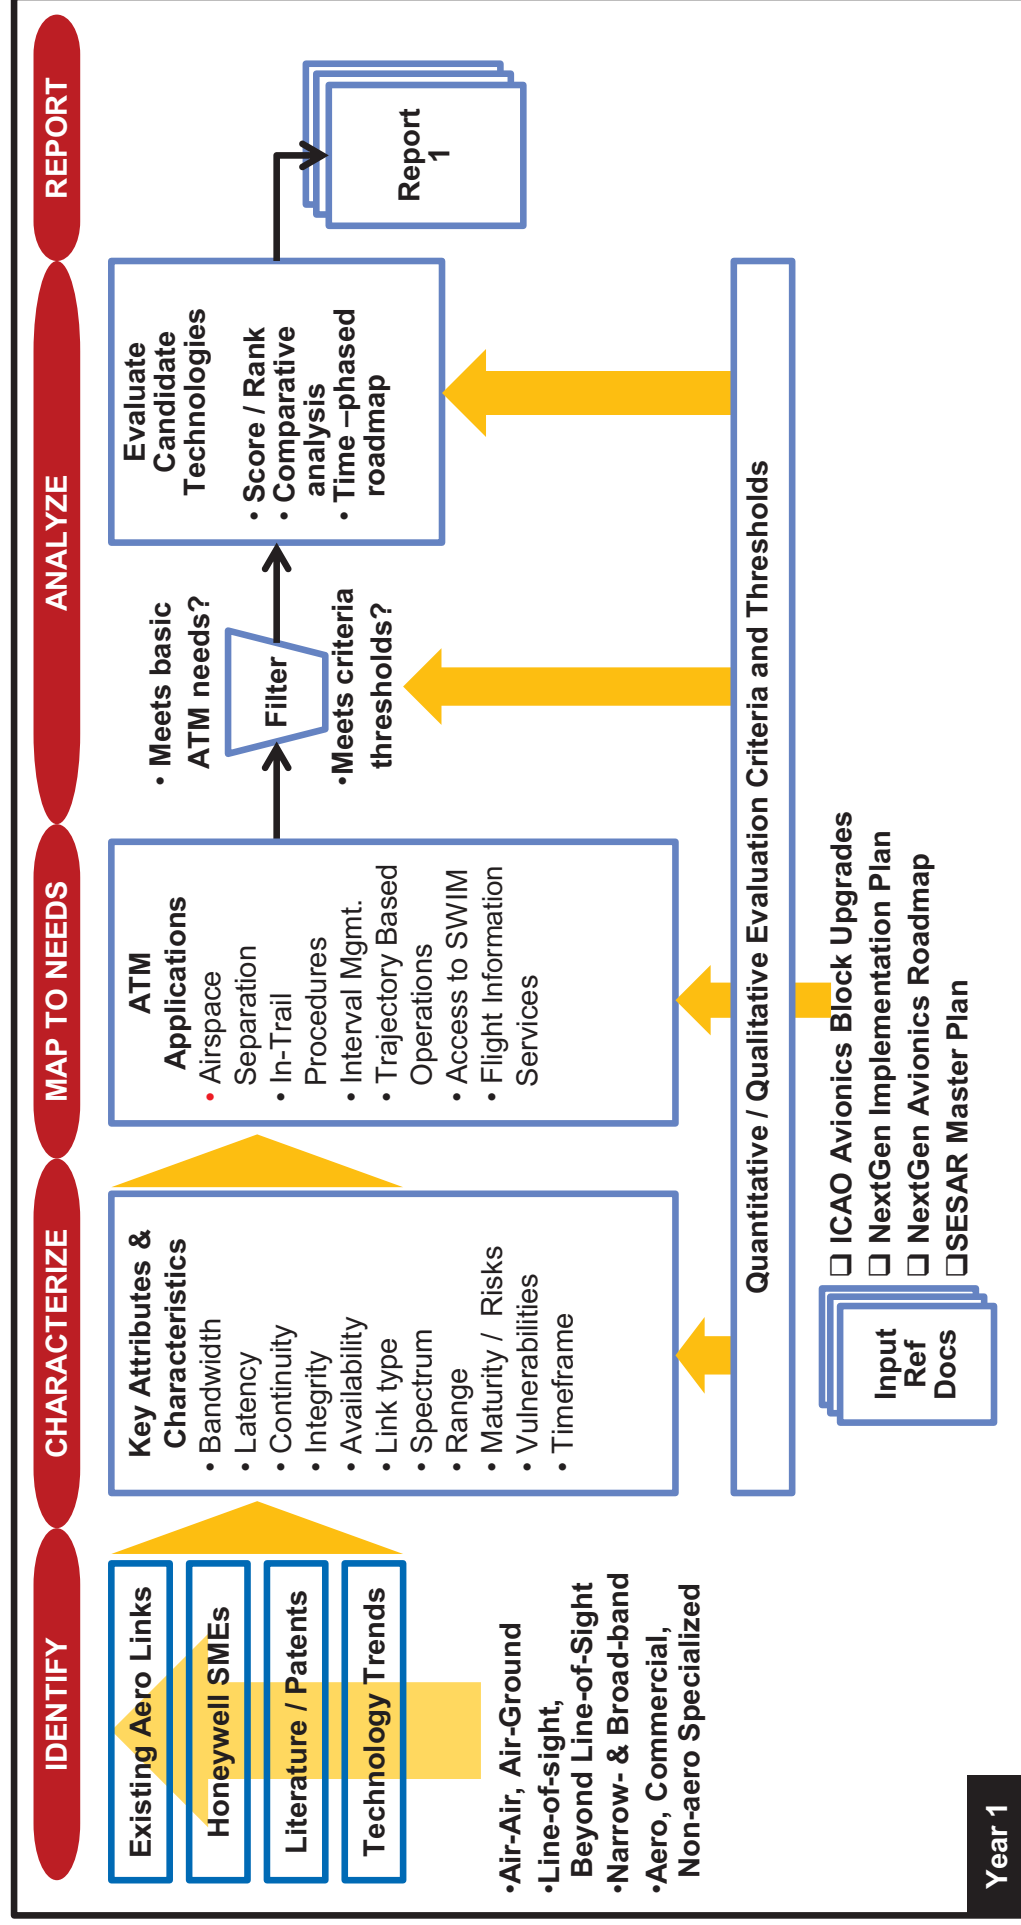 IDENTIFY
CHARACTERIZE
MAP TO NEEDS
ANALYZE
REPORT
Existing Aero Links
Honeywell SMEs
Literature / Patents
Technology Trends
•Air-Air, Air-Ground
•Line-of-sight,
Beyond Line-of-Sight
•Narrow- & Broad-band
•Aero, Commercial,
Non-aero Specialized
Key Attributes &
Characteristics
• Bandwidth
• Latency
• Continuity
• Integrity
• Availability
• Link type
• Spectrum
• Range
• Maturity / Risks
• Vulnerabilities
• Timeframe
ATM
Applications
• Airspace
Separation
• In-Trail
Procedures
• Interval Mgmt.
• Trajectory Based
Operations
• Access to SWIM
• Flight Information
Services
• Meets basic
ATM needs?
Filter
•Meets criteria
thresholds?
Evaluate
Candidate
Technologies
• Score / Rank
• Comparative
analysis
• Time –phased
roadmap
Report
1
Quantitative / Qualitative Evaluation Criteria and Thresholds
Input
Ref
Docs
❑ ICAO Avionics Block Upgrades
❑ NextGen Implementation Plan
❑ NextGen Avionics Roadmap
❑SESAR Master Plan
Year 1